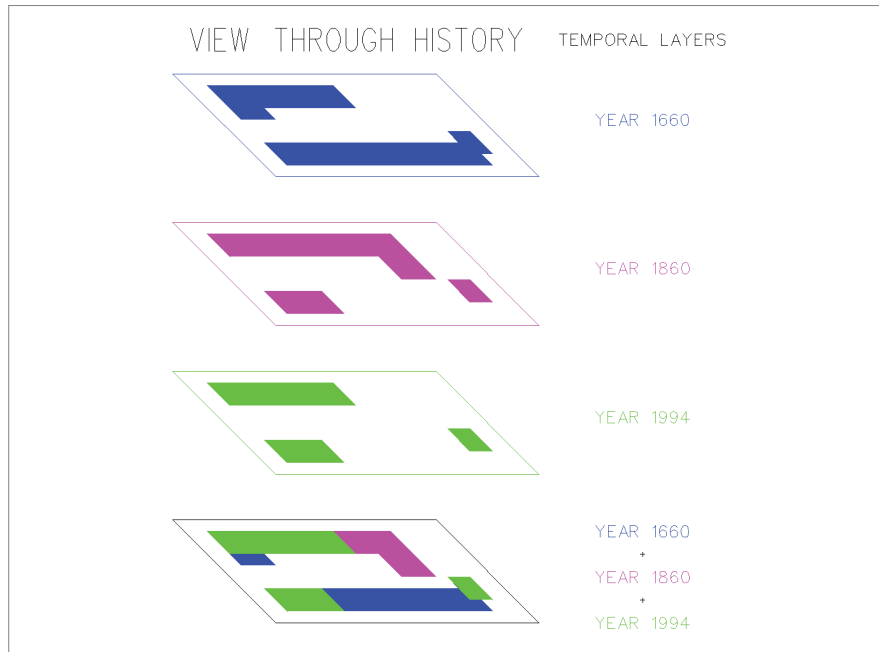 VIEW THROUGH HISTORY
TEMPORAL LAYERS
YEAR 1660
YEAR 1860
YEAR 1994
YEAR 1660
+
YEAR 1860
+
YEAR 1994